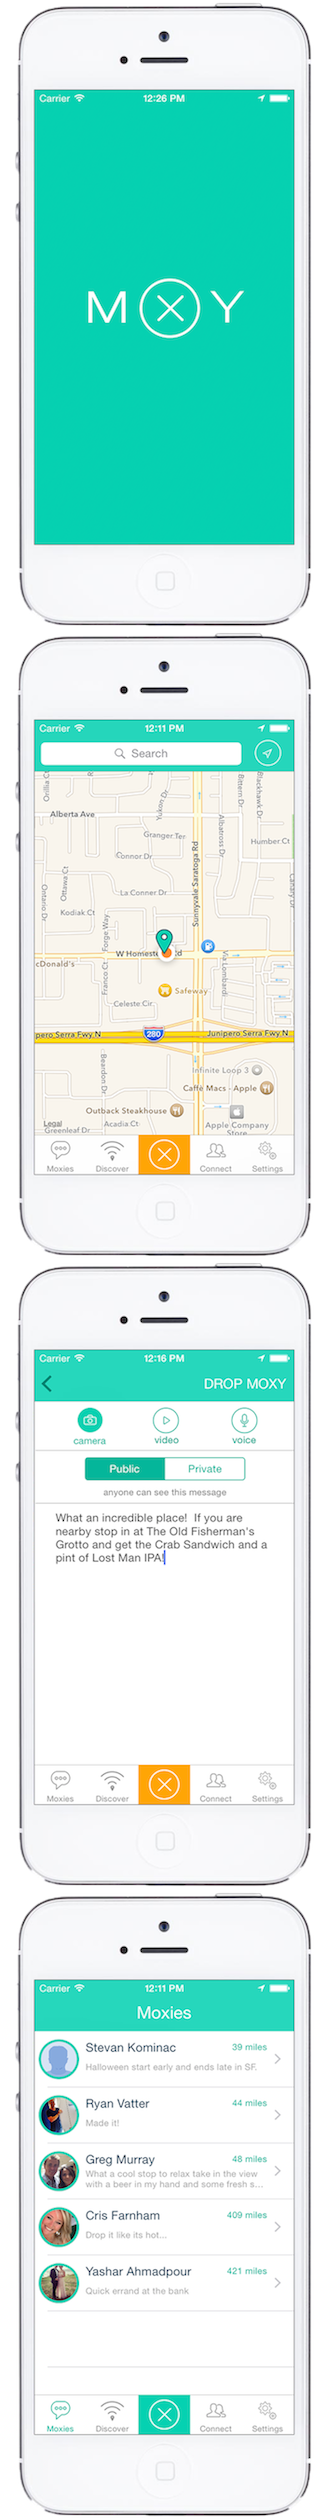 Carrier 12:26 PM
M X Y
Carrier 12:11 PM
Search
Orillia Ct
Yukon Dr
Bittern Dr
Blackhawk Dr
Alberta Ave
Granger Ter
Albatross Dr
Humber Ct
Connor Dr
Sunnyvale Saratoga Rd
Ottawa Ct
La Conner Dr
Canary Dr
Ontario Dr
Kodiak Ct
Forge Way
W Homeste Rd
cDonald's
Franco Ct
Via Lombardi
Safeway
Celeste Cir
pero Serra Fwy N
280
Junipero Serra Fwy N
Beardon Dr
Infinite Loop 3
Caffè Macs - Apple
Outback Steakhouse
Legal
Acadia Ct
Apple Company
Store
Greenleaf Dr
Moxies Discover Connect Settings
Carrier 12:16 PM
DROP MOXY
camera video voice
Public Private
anyone can see this message
What an incredible place! If you are
nearby stop in at The Old Fisherman's
Grotto and get the Crab Sandwich and a
pint of Lost Man IPA!
Moxies Discover Connect Settings
Carrier 12:11 PM
Moxies
Stevan Kominac 39 miles
Halloween start early and ends late in SF.
Ryan Vatter 44 miles
Made it!
Greg Murray 48 miles
What a cool stop to relax take in the view
with a beer in my hand and some fresh s...
Cris Farnham 409 miles
Drop it like its hot...
Yashar Ahmadpour 421 miles
Quick errand at the bank
Moxies Discover Connect Settings